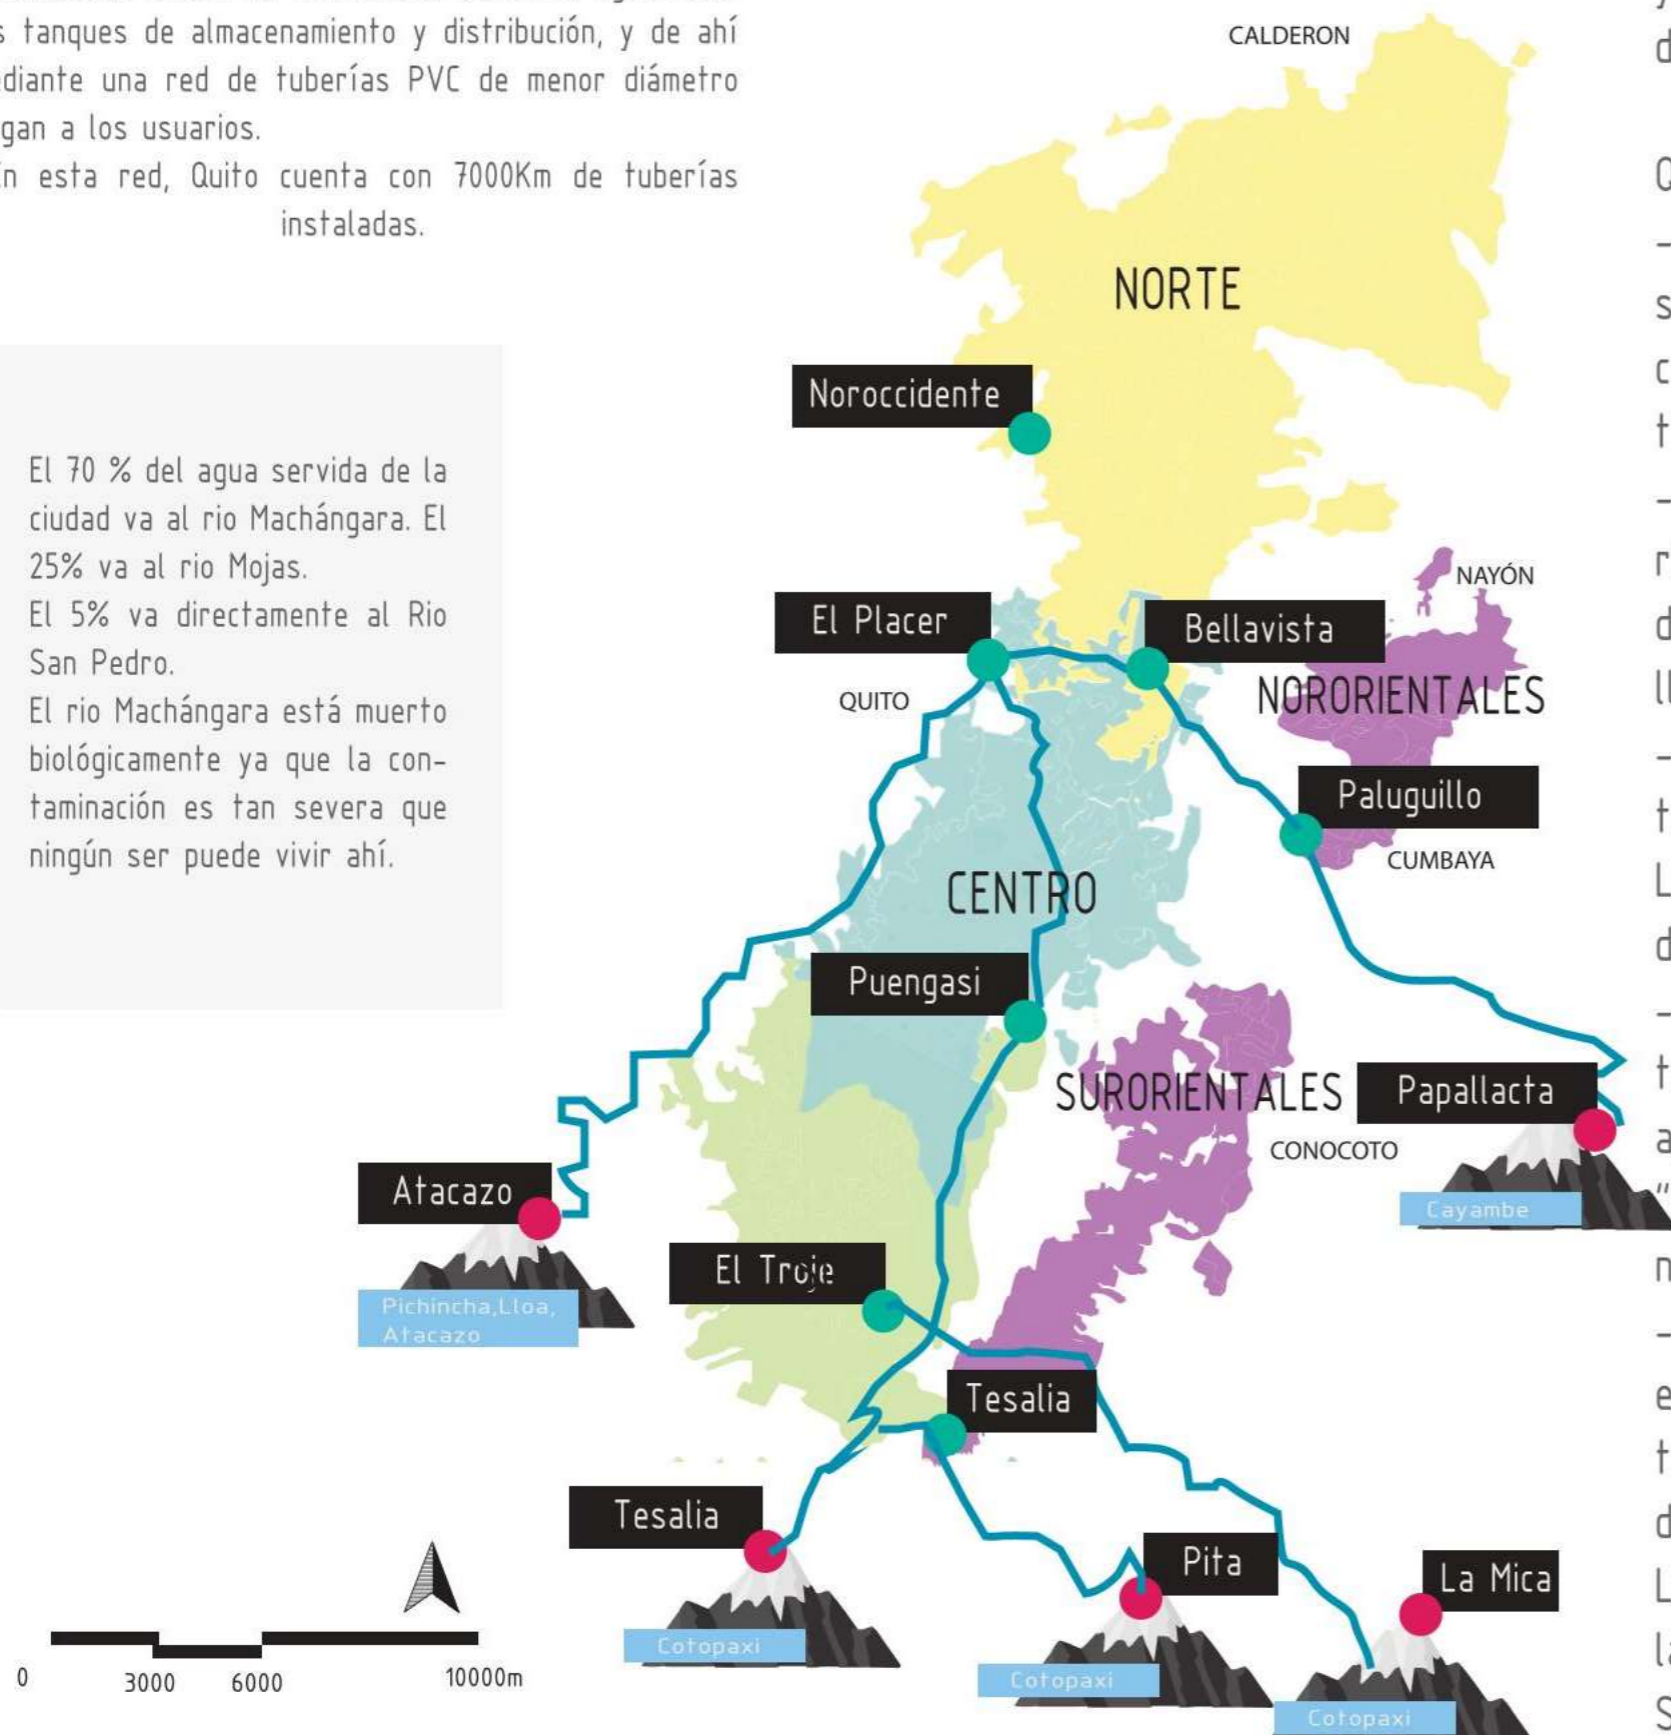 s tanques de almacenamiento y distribución, y de ahí
diante una red de tuberías PVC de menor diámetro
gan a los usuarios.
n esta red, Quito cuenta con 7000Km de tuberías
instaladas.
El 70 % del agua servida de la
ciudad va al rio Machángara. El
25% va al rio Mojas.
El 5% va directamente al Rio
San Pedro.
El rio Machángara está muerto
biológicamente ya que la con-
taminación es tan severa que
ningún ser puede vivir ahí.
CALDERON
NORTE
Noroccidente
NAYÓN
El Placer
Bellavista
QUITO
NORORIENTALES
Paluguillo
CUMBAYA
CENTRO
Puengasi
SURORIENTALES
Papallacta
CONOCOTO
Cayambe
Atacazo
Pichincha,Lloa,
Atacazo
El Troje
Tesalia
Tesalia
Cotopaxi
Pita
Cotopaxi
La Mica
Cotopaxi
0 3000 6000 10000m